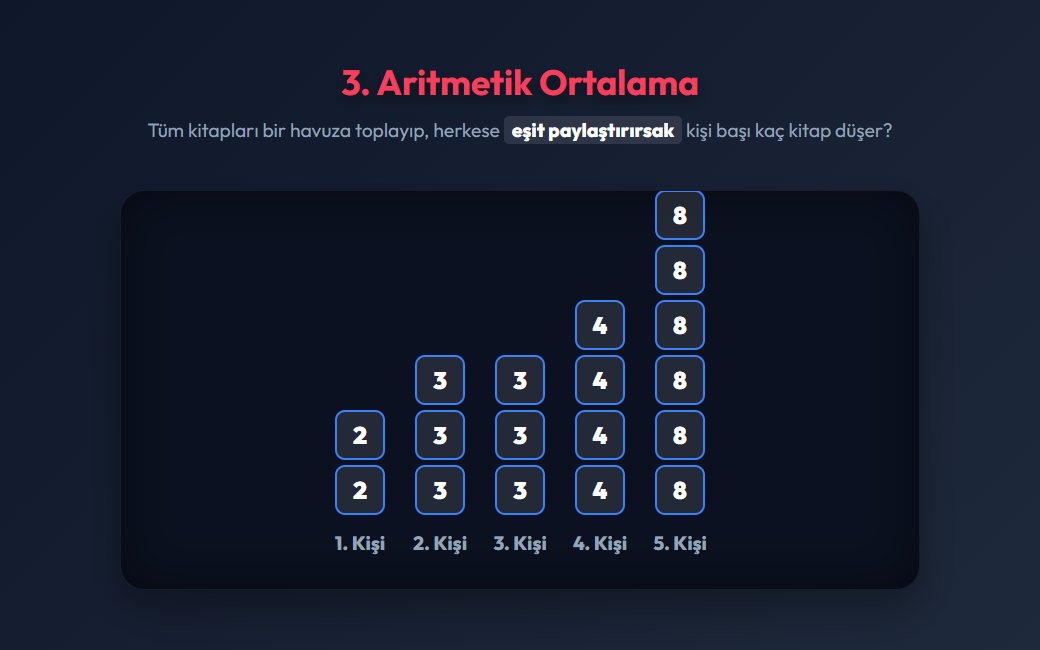 3. Aritmetik Ortalama
Tüm kitapları bir havuza toplayıp, herkese eşit paylaştırırsak kişi başı kaç kitap düşer?
8
8
4 8
3 3 4 8
2 3 3 4 8
2 3 3 4 8
1. Kişi 2. Kişi 3. Kişi 4. Kişi 5. Kişi